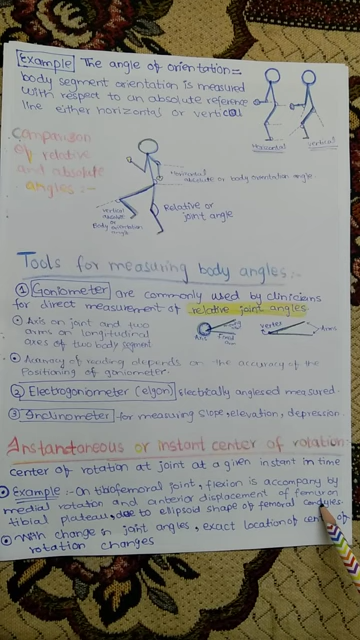 Example The angle of orientation:-
body segment orientation is measured
with respect to an absolute reference
line either horizontal or vertical
Horizontal
vertical
Comparison
of relative
and absolute
angles:-
Horizontal
absolute or body orientation angle.
vertical
absolute
or
Body orientation
angle
Relative or
joint angle
Tools for measuring body angles:-
① Goniometer are commonly used by clinicians
for direct measurement of relative joint angles
Axis on joint and two
arms on longitudinal
axes of two body segment
Axis
arm
vertex
Arms
Accuracy of reading depends on the accuracy of the
Positioning of goniometer.
② Electrogoniometer (elgon) Electrically angles measured.
③ Inclinometer for measuring slope, elevation, depression.
Instantaneous or instant center of rotation:-
center of rotation at joint at a given instant in time
Example :- On tibiofemoral joint, flexion is accompany by
medial rotation and anterior displacement of femur on
tibial plateau, due to ellipsoid shape of femoral condyles.
With change in joint angles, exact location of center of
rotation changes